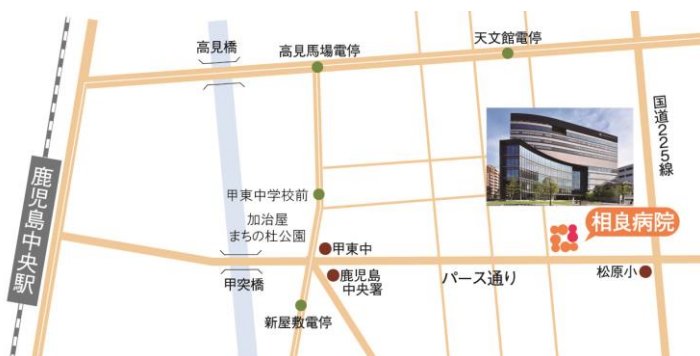 高見橋
高見馬場電停
天文館電停
国道225線
鹿児島中央駅
甲東中学校前
加治屋
まちの杜公園
相良病院
甲東中
鹿児島
中央署
パース通り
松原小
甲突橋
新屋敷電停